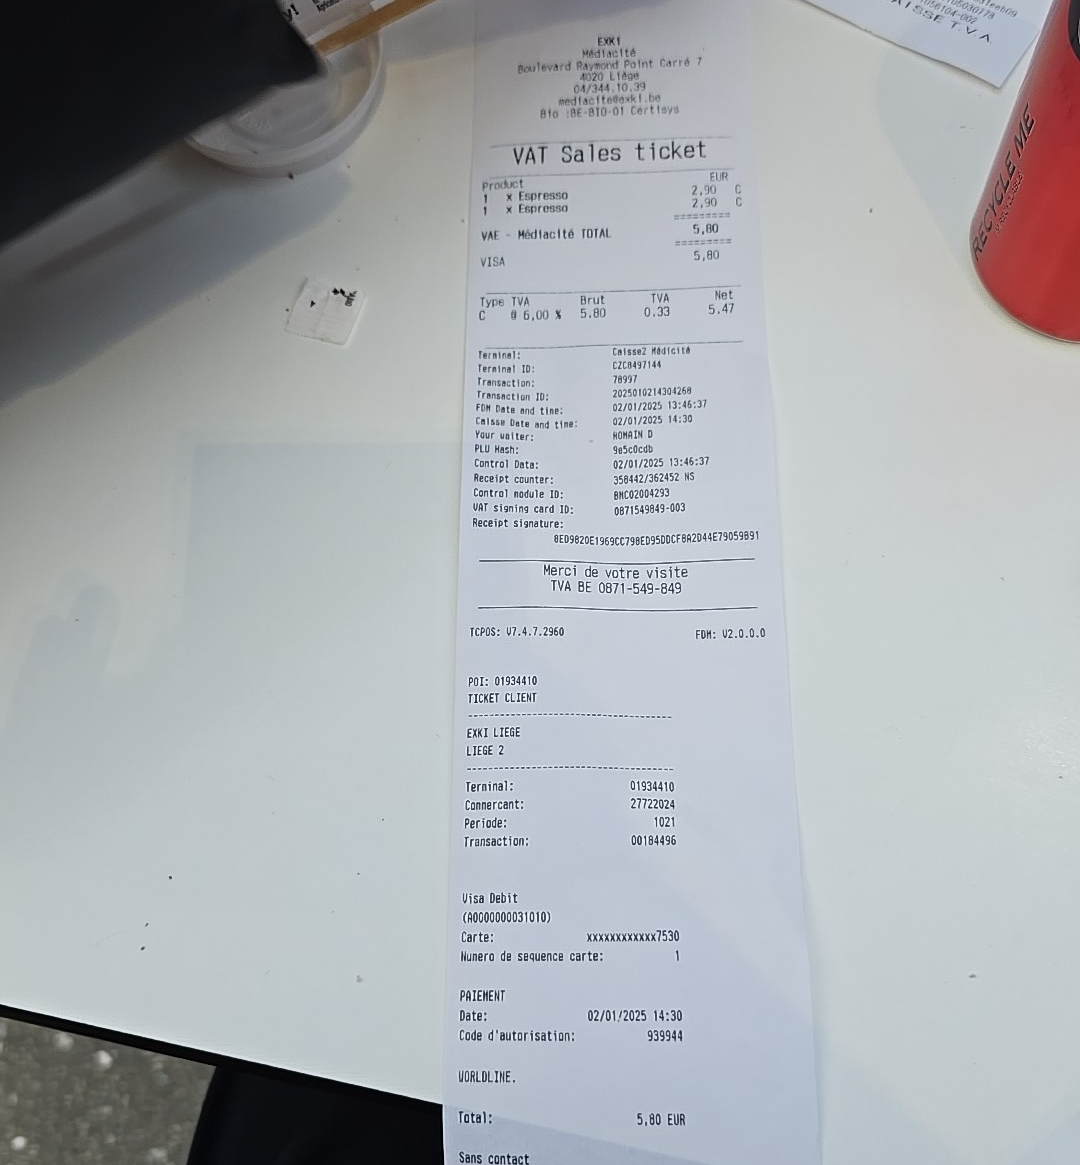 EXKI
Médiacité
Boulevard Raymond Point Carré 7
4020 Liège
04/344.10.39
mediacite@exki.be
Bio :BE-BIO-01 Certisys
VAT Sales ticket
Product EUR
1 x Espresso 2,90 C
1 x Espresso 2,90 C
=========
VAE - Médiacité TOTAL 5,80
=========
VISA 5,80
Type TVA Brut TVA Net
C @ 6,00 % 5.80 0.33 5.47
Terminal: Caisse2 Médicité
Terminal ID: CZC8497144
Transaction: 78997
Transaction ID: 2025010214304268
FDM Date and time: 02/01/2025 13:46:37
Caisse Date and time: 02/01/2025 14:30
Your waiter: ROMAIN D
PLU Hash: 9e5c0cdb
Control Data: 02/01/2025 13:46:37
Receipt counter: 358442/362452 NS
Control module ID: BMC02004293
VAT signing card ID: 0871549849-003
Receipt signature:
8ED9820E1969CC798ED95DDCF8A2D44E79059891
Merci de votre visite
TVA BE 0871-549-849
TCPOS: V7.4.7.2960 FDM: V2.0.0.0
POI: 01934410
TICKET CLIENT
EXKI LIEGE
LIEGE 2
Terminal: 01934410
Commercant: 27722024
Periode: 1021
Transaction: 00184496
Visa Debit
(A0000000031010)
Carte: xxxxxxxxxxxx7530
Numero de sequence carte: 1
PAIEMENT
Date: 02/01/2025 14:30
Code d'autorisation: 939944
WORLDLINE.
Total: 5,80 EUR
Sans contact
RECYCLE ME
T.V.A